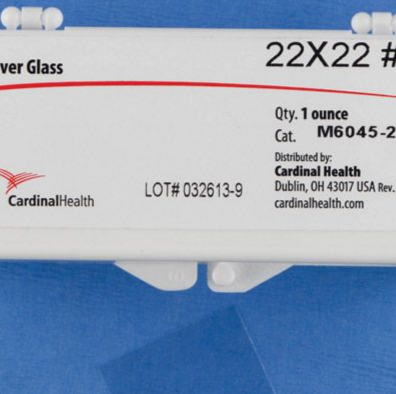 ver Glass
22X22 #
Qty. 1 ounce
Cat. M6045-2
Distributed by:
Cardinal Health
Dublin, OH 43017 USA Rev.
cardinalhealth.com
CardinalHealth
LOT# 032613-9